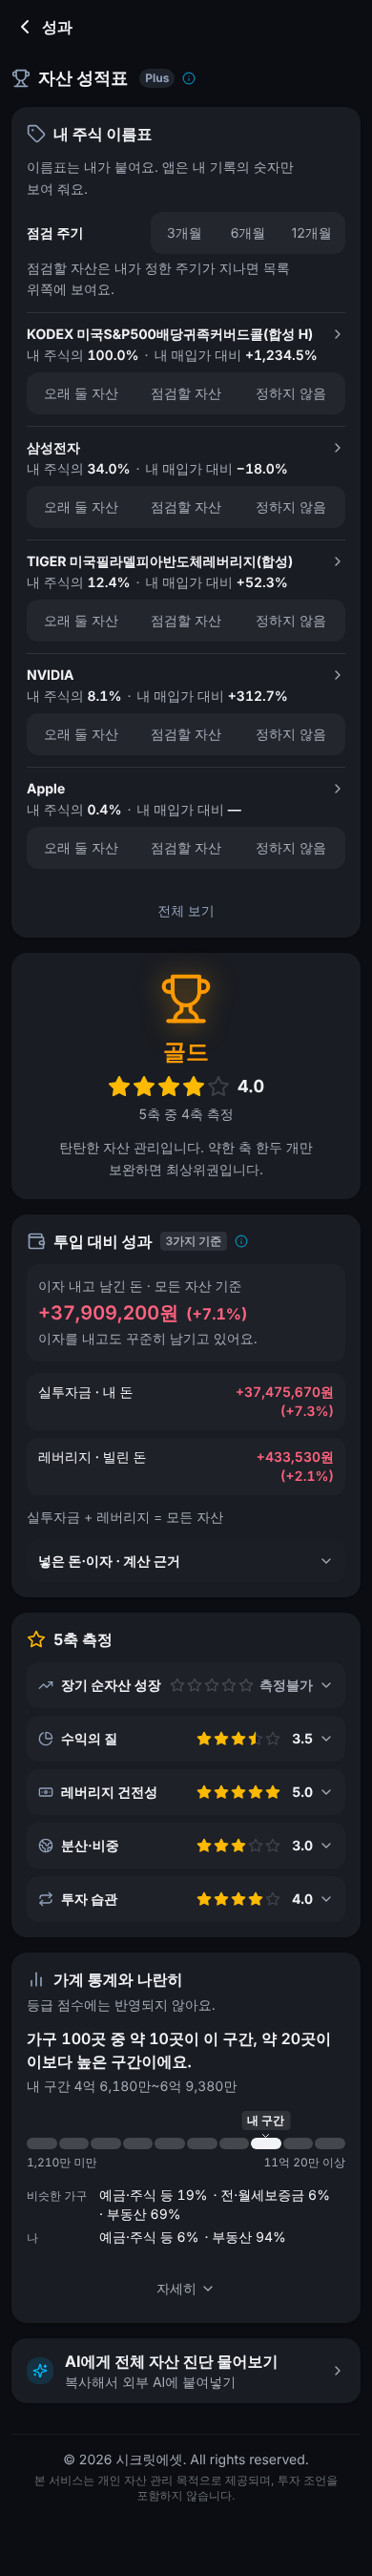 성과
자산 성적표 Plus
내 주식 이름표
이름표는 내가 붙여요. 앱은 내 기록의 숫자만
보여 줘요.
점검 주기 3개월 6개월 12개월
점검할 자산은 내가 정한 주기가 지나면 목록
위쪽에 보여요.
KODEX 미국S&P500배당귀족커버드콜(합성 H)
내 주식의 100.0% · 내 매입가 대비 +1,234.5%
오래 둘 자산 점검할 자산 정하지 않음
삼성전자
내 주식의 34.0% · 내 매입가 대비 −18.0%
오래 둘 자산 점검할 자산 정하지 않음
TIGER 미국필라델피아반도체레버리지(합성)
내 주식의 12.4% · 내 매입가 대비 +52.3%
오래 둘 자산 점검할 자산 정하지 않음
NVIDIA
내 주식의 8.1% · 내 매입가 대비 +312.7%
오래 둘 자산 점검할 자산 정하지 않음
Apple
내 주식의 0.4% · 내 매입가 대비 —
오래 둘 자산 점검할 자산 정하지 않음
전체 보기
골드
4.0
5축 중 4축 측정
탄탄한 자산 관리입니다. 약한 축 한두 개만
보완하면 최상위권입니다.
투입 대비 성과 3가지 기준
이자 내고 남긴 돈 · 모든 자산 기준
+37,909,200원 (+7.1%)
이자를 내고도 꾸준히 남기고 있어요.
실투자금 · 내 돈 +37,475,670원
(+7.3%)
레버리지 · 빌린 돈 +433,530원
(+2.1%)
실투자금 + 레버리지 = 모든 자산
넣은 돈·이자 · 계산 근거
5축 측정
장기 순자산 성장 측정불가
수익의 질 3.5
레버리지 건전성 5.0
분산·비중 3.0
투자 습관 4.0
가계 통계와 나란히
등급 점수에는 반영되지 않아요.
가구 100곳 중 약 10곳이 이 구간, 약 20곳이
이보다 높은 구간이에요.
내 구간 4억 6,180만~6억 9,380만
내 구간
1,210만 미만 11억 20만 이상
비슷한 가구 예금·주식 등 19% · 전·월세보증금 6%
· 부동산 69%
나 예금·주식 등 6% · 부동산 94%
자세히
AI에게 전체 자산 진단 물어보기
복사해서 외부 AI에 붙여넣기
© 2026 시크릿에셋. All rights reserved.
본 서비스는 개인 자산 관리 목적으로 제공되며, 투자 조언을
포함하지 않습니다.